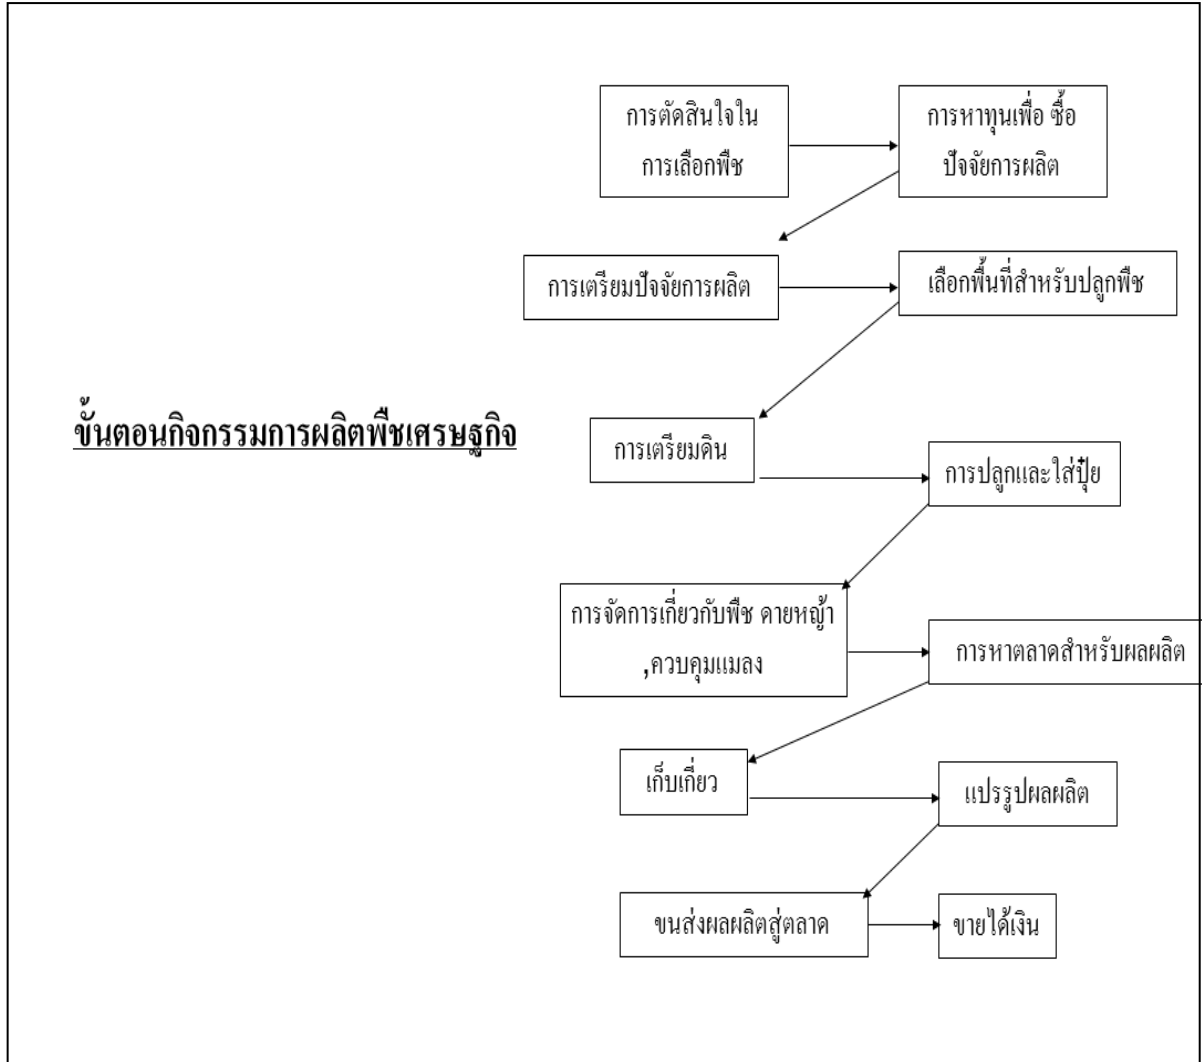 การตัดสินใจใน
การเลือกพืช
การหาทุนเพื่อ ซื้อ
ปัจจัยการผลิต
การเตรียมปัจจัยการผลิต
เลือกพื้นที่สำหรับปลูกพืช
ขั้นตอนกิจกรรมการผลิตพืชเศรษฐกิจ
การเตรียมดิน
การปลูกและใส่ปุ๋ย
การจัดการเกี่ยวกับพืช ดายหญ้า
,ควบคุมแมลง
การหาตลาดสำหรับผลผลิต
เก็บเกี่ยว
แปรรูปผลผลิต
ขนส่งผลผลิตสู่ตลาด
ขายได้เงิน